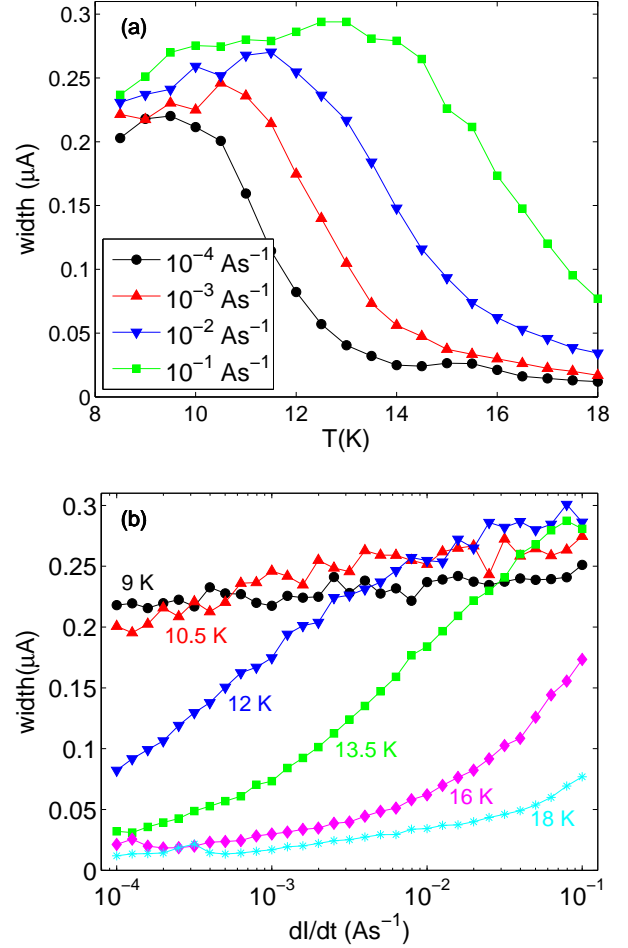 (a)
0.3
0.25
0.2
0.15
0.1
0.05
0
width (μA)
10⁻⁴ As⁻¹
10⁻³ As⁻¹
10⁻² As⁻¹
10⁻¹ As⁻¹
8 10 12 14 16 18
T(K)
(b)
0.3
0.25
0.2
0.15
0.1
0.05
0
width(μA)
9 K
10.5 K
12 K
13.5 K
16 K
18 K
10⁻⁴ 10⁻³ 10⁻² 10⁻¹
dI/dt (As⁻¹)